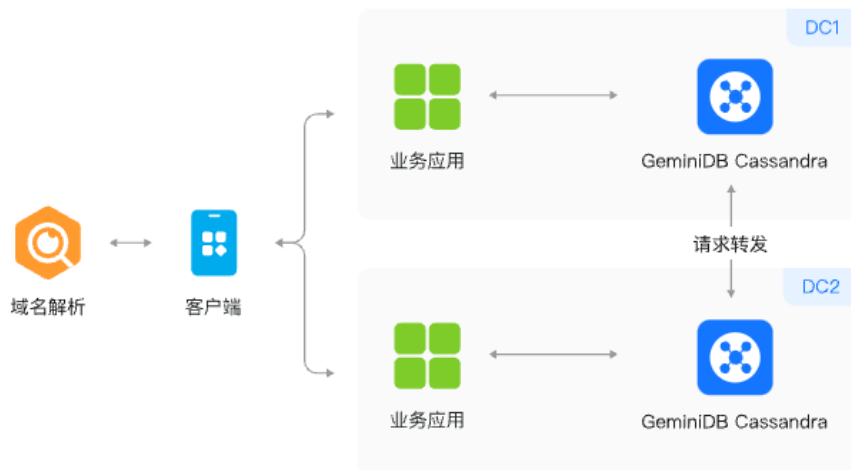 DC1
业务应用
GeminiDB Cassandra
请求转发
域名解析
客户端
DC2
业务应用
GeminiDB Cassandra